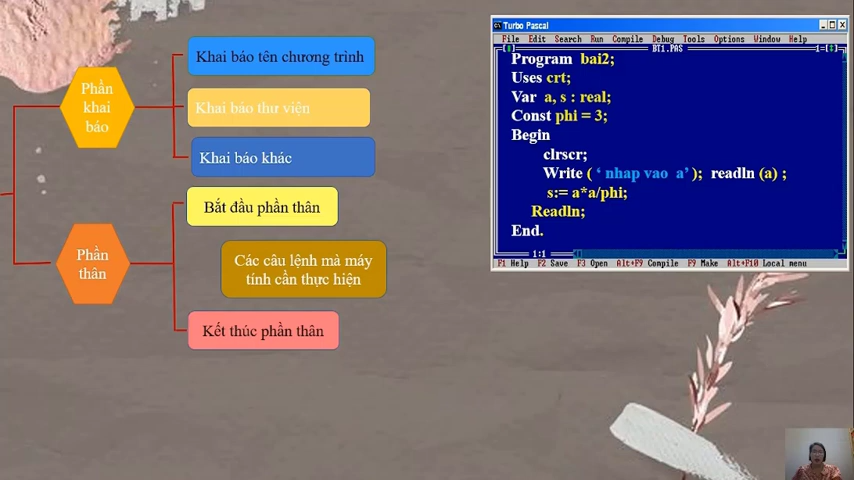 Phần
khai
báo
Khai báo tên chương trình
Khai báo thư viện
Khai báo khác
Phần
thân
Bắt đầu phần thân
Các câu lệnh mà máy
tính cần thực hiện
Kết thúc phần thân
Turbo Pascal
File Edit Search Run Compile Debug Tools Options Window Help
BT1.PAS 1=[↕]
Program bai2;
Uses crt;
Var a, s : real;
Const phi = 3;
Begin
clrscr;
Write ( ‘ nhap vao a’ ); readln (a) ;
s:= a*a/phi;
Readln;
End.
1:1
F1 Help F2 Save F3 Open Alt+F9 Compile F9 Make Alt+F10 Local menu